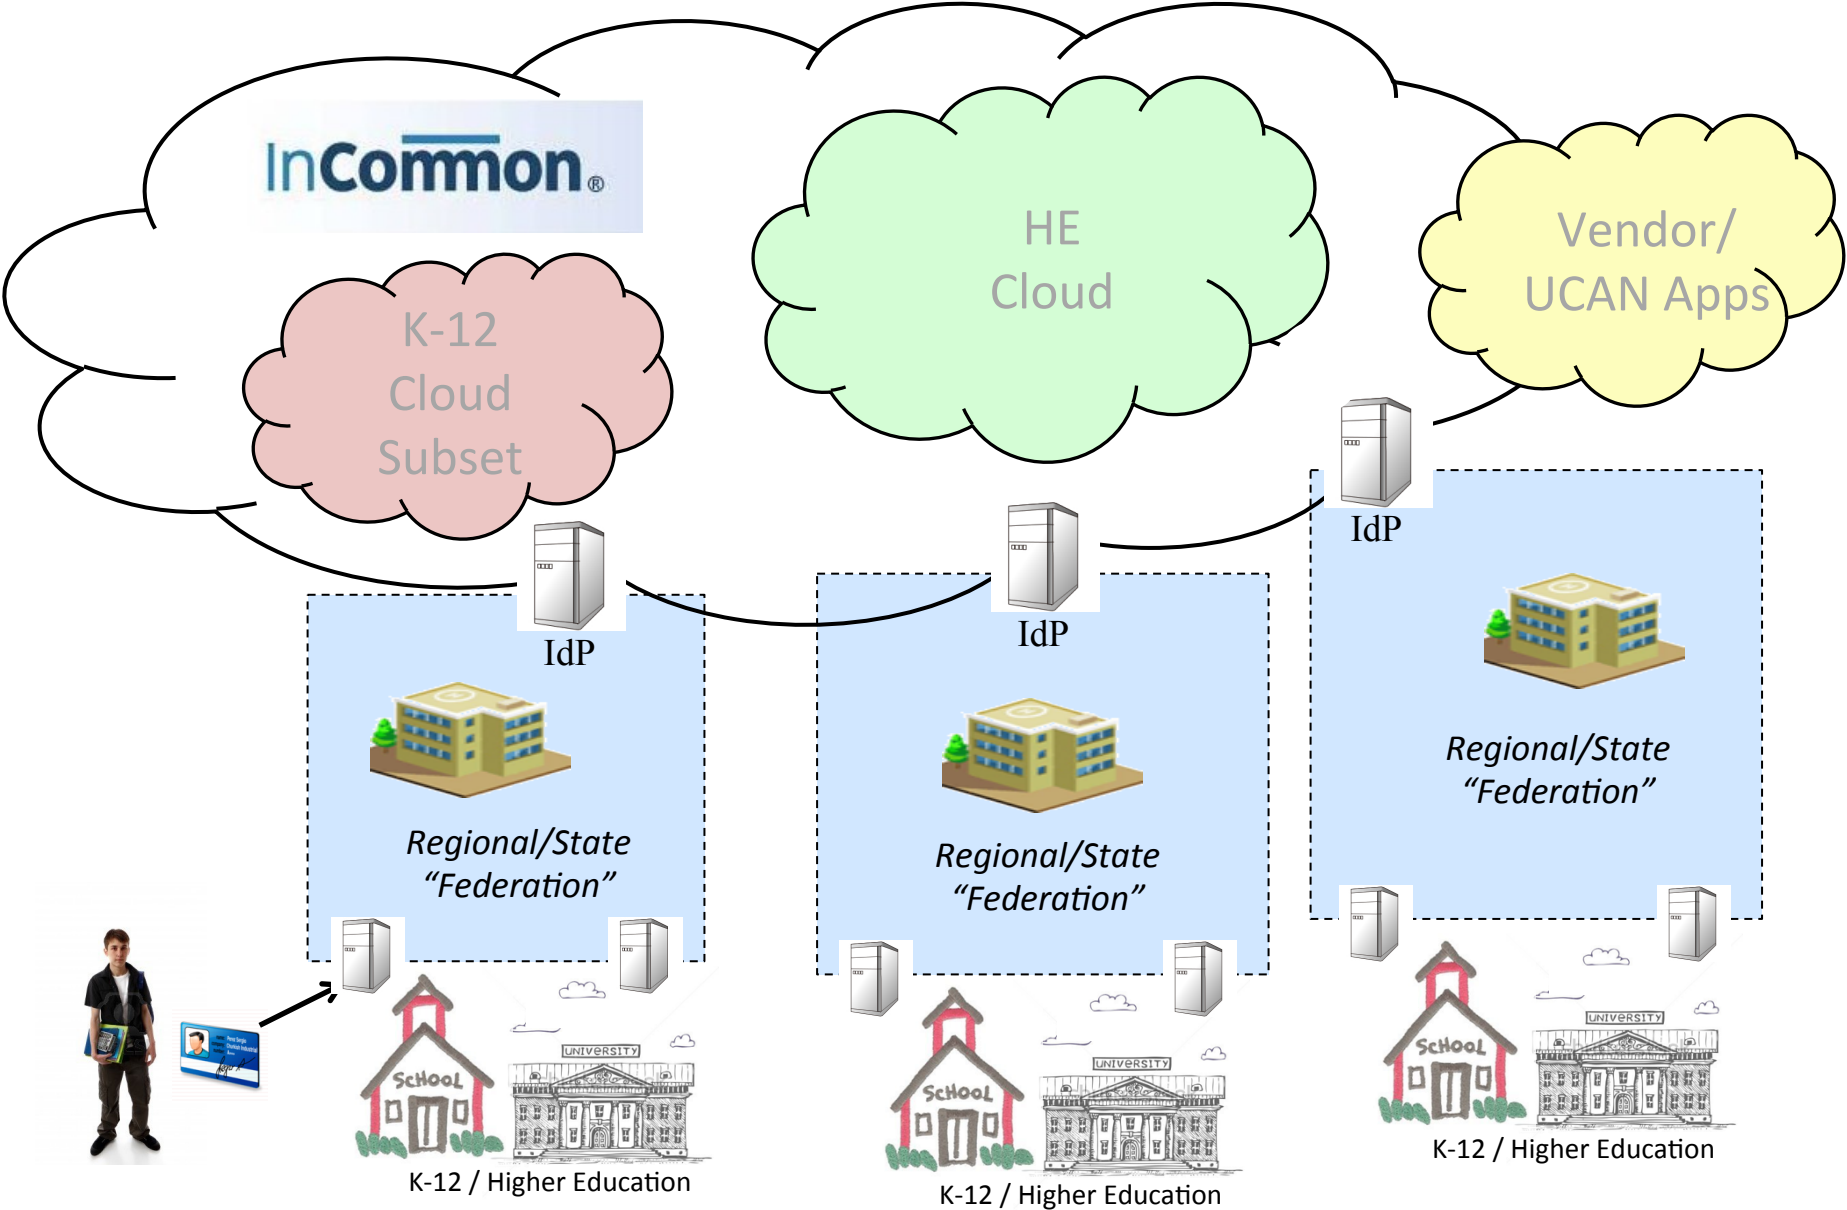 InCommon®
HE
Cloud
Vendor/
UCAN Apps
K-12
Cloud
Subset
IdP
IdP
IdP
Regional/State
“Federation”
Regional/State
“Federation”
Regional/State
“Federation”
UNIVERSITY
SCHOOL
K-12 / Higher Education
UNIVERSITY
SCHOOL
K-12 / Higher Education
UNIVERSITY
SCHOOL
K-12 / Higher Education